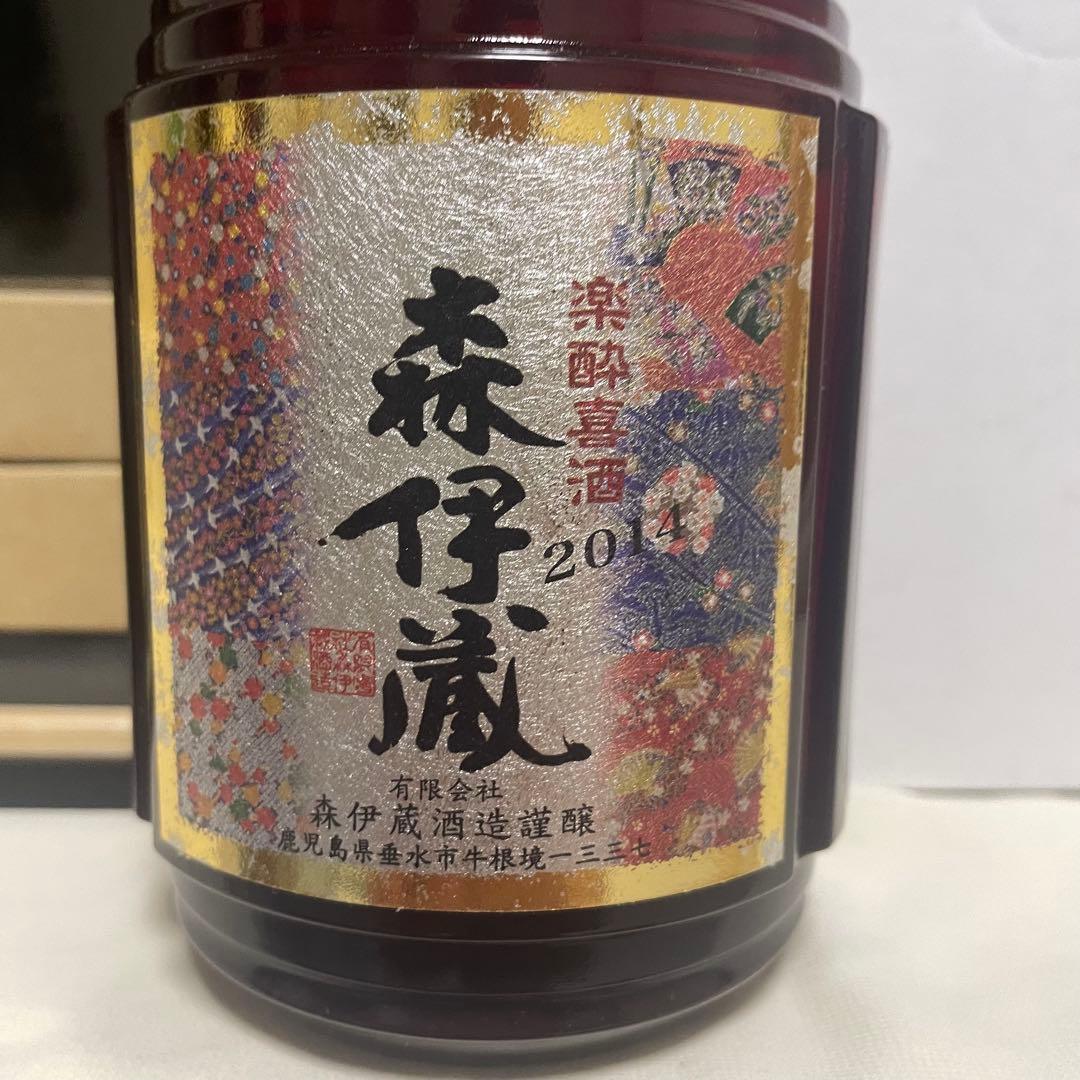 楽酔喜酒
2014
森伊蔵
有限会社
森伊蔵酒造謹醸
鹿児島県垂水市牛根境一三三七